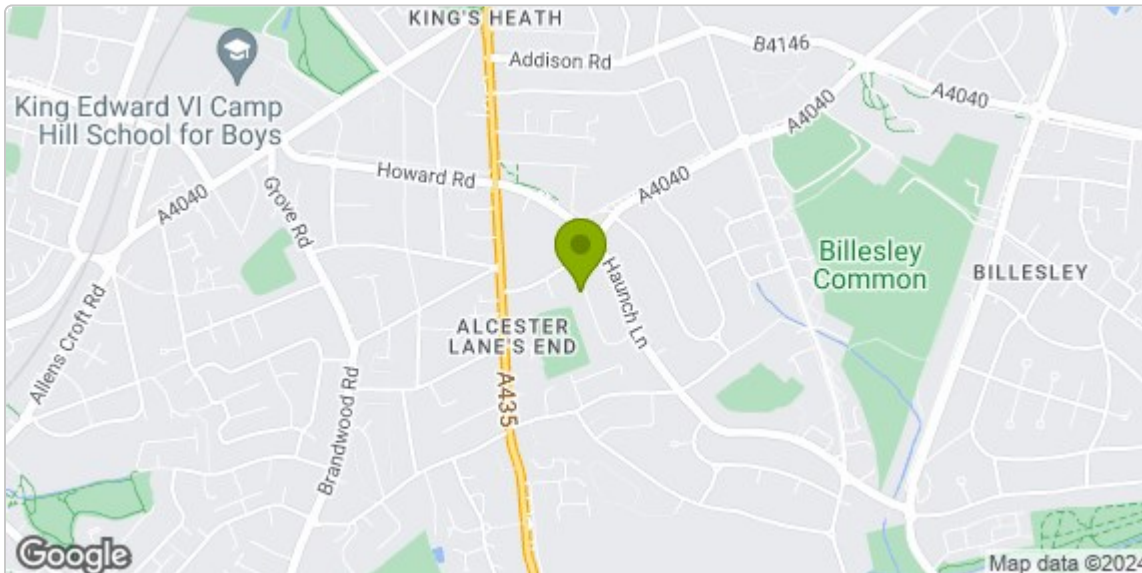 KING'S HEATH
Addison Rd
B4146
A4040
A4040
King Edward VI Camp
Hill School for Boys
Howard Rd
A4040
A4040
Grove Rd
Haunch Ln
Billesley
Common
BILLESLEY
ALCESTER
LANE'S END
Allens Croft Rd
A435
Brandwood Rd
Google
Map data ©2024